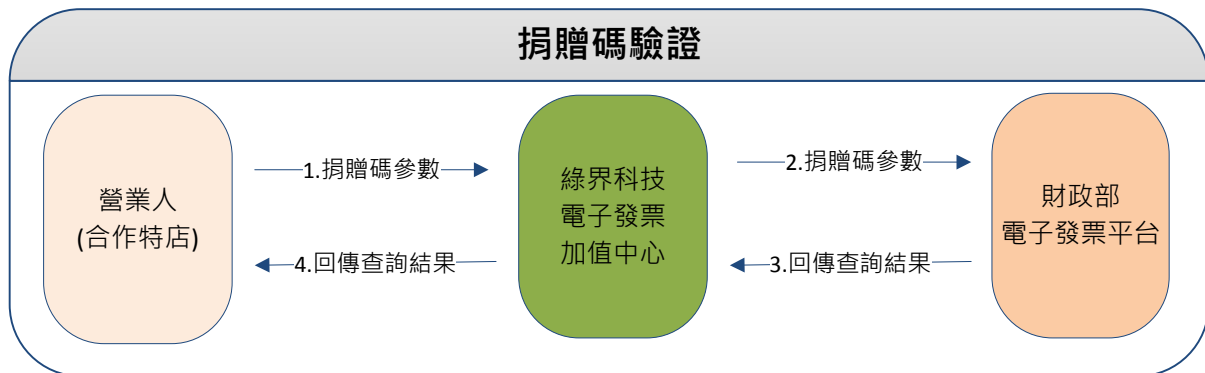 捐贈碼驗證
營業人
(合作特店)
1.捐贈碼參數
4.回傳查詢結果
綠界科技
電子發票
加值中心
2.捐贈碼參數
3.回傳查詢結果
財政部
電子發票平台